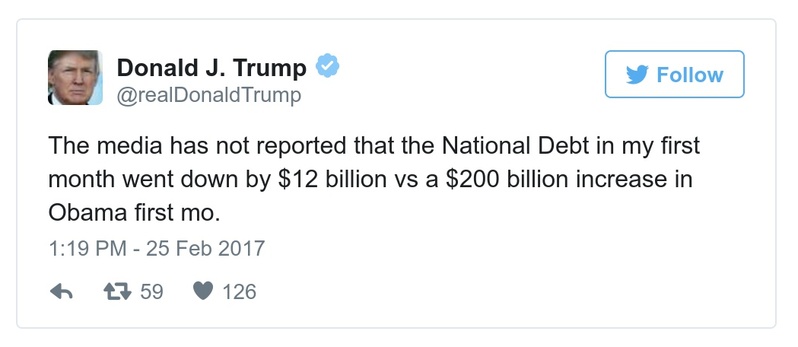 Donald J. Trump
Follow
@realDonaldTrump
The media has not reported that the National Debt in my first
month went down by $12 billion vs a $200 billion increase in
Obama first mo.
1:19 PM - 25 Feb 2017
59 126